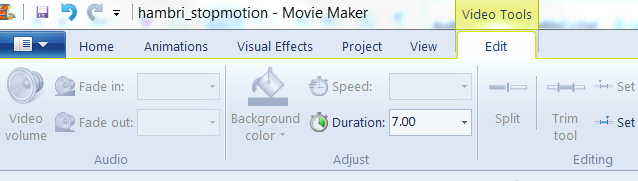 hambri_stopmotion - Movie Maker
Video Tools
Home Animations Visual Effects Project View Edit
Video volume
Fade in:
Fade out:
Audio
Background color
Speed:
Duration: 7.00
Adjust
Split
Trim tool
Set
Set
Editing